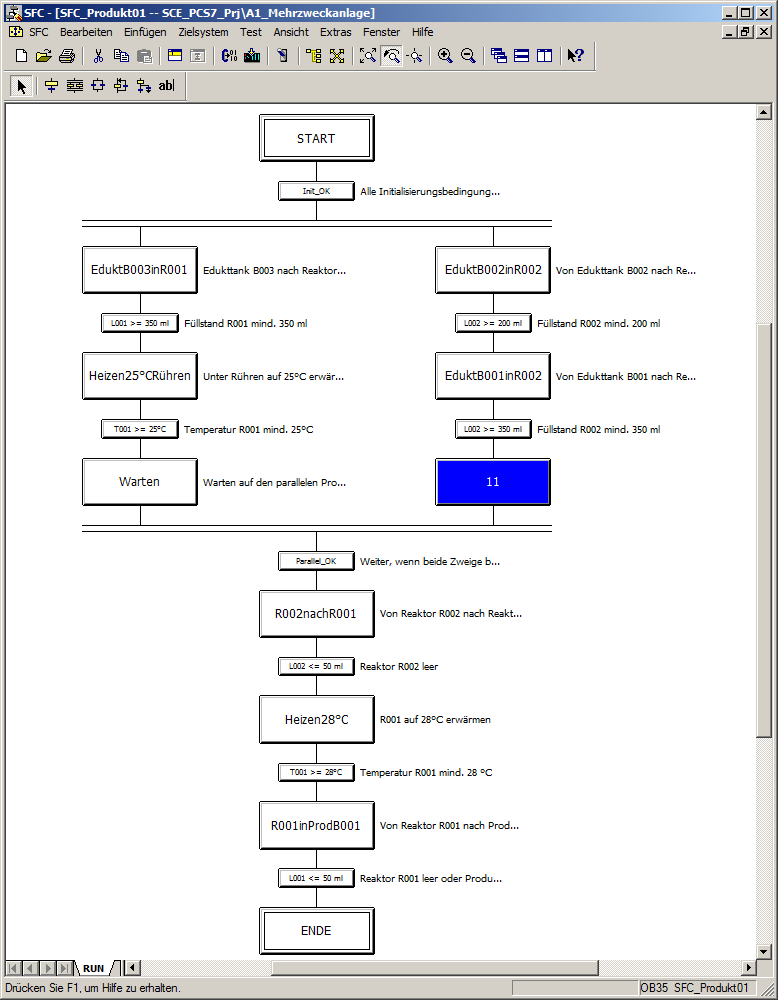 SFC - [SFC_Produkt01 -- SCE_PCS7_Prj\A1_Mehrzweckanlage]
SFC Bearbeiten Einfügen Zielsystem Test Ansicht Extras Fenster Hilfe
ab|
START
Init_OK Alle Initialisierungsbedingung...
EduktB003inR001 Edukttank B003 nach Reaktor... EduktB002inR002 Von Edukttank B002 nach Re...
L001 >= 350 ml Füllstand R001 mind. 350 ml L002 >= 200 ml Füllstand R002 mind. 200 ml
Heizen25°CRühren Unter Rühren auf 25°C erwär... EduktB001inR002 Von Edukttank B001 nach Re...
T001 >= 25°C Temperatur R001 mind. 25°C L002 >= 350 ml Füllstand R002 mind. 350 ml
Warten Warten auf den parallelen Pro... 11
Parallel_OK Weiter, wenn beide Zweige b...
R002nachR001 Von Reaktor R002 nach Reakt...
L002 <= 50 ml Reaktor R002 leer
Heizen28°C R001 auf 28°C erwärmen
T001 >= 28°C Temperatur R001 mind. 28 °C
R001inProdB001 Von Reaktor R001 nach Prod...
L001 <= 50 ml Reaktor R001 leer oder Produ...
ENDE
RUN
Drücken Sie F1, um Hilfe zu erhalten. OB35 SFC_Produkt01